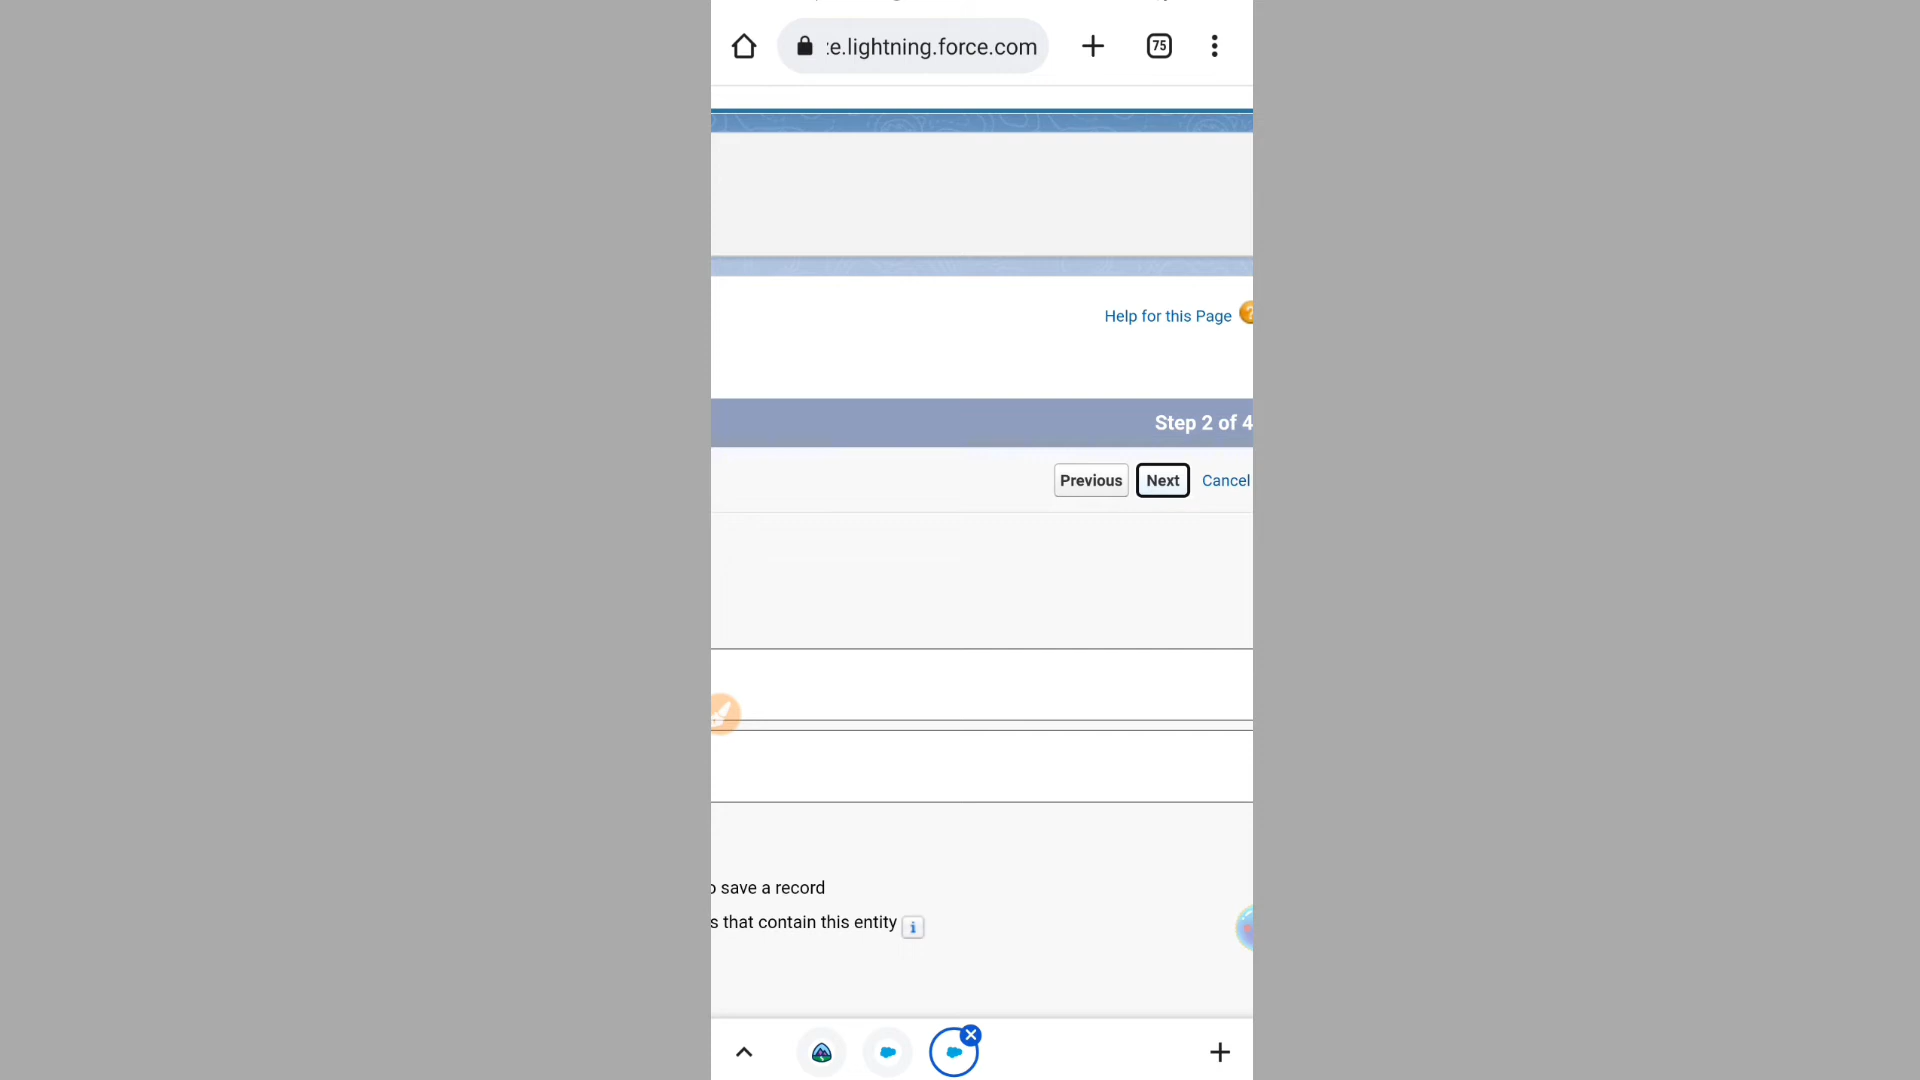 e.lightning.force.com
75
Help for this Page
Step 2 of 4
Previous Next Cancel
save a record
s that contain this entity